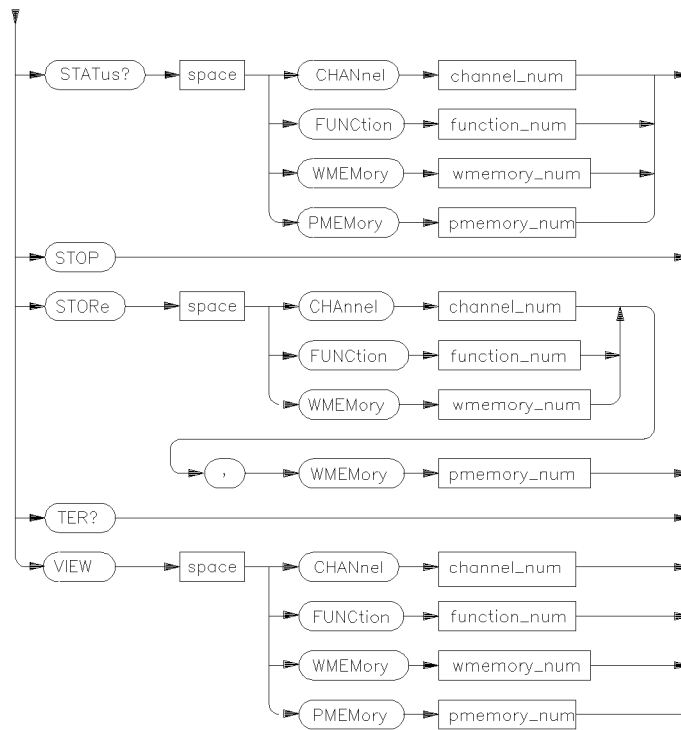 STATus? space CHANnel channel_num
FUNCtion function_num
WMEMory wmemory_num
PMEMory pmemory_num
STOP
STORe space CHAnnel channel_num
FUNCtion function_num
WMEMory wmemory_num
, WMEMory pmemory_num
TER?
VIEW space CHANnel channel_num
FUNCtion function_num
WMEMory wmemory_num
PMEMory pmemory_num